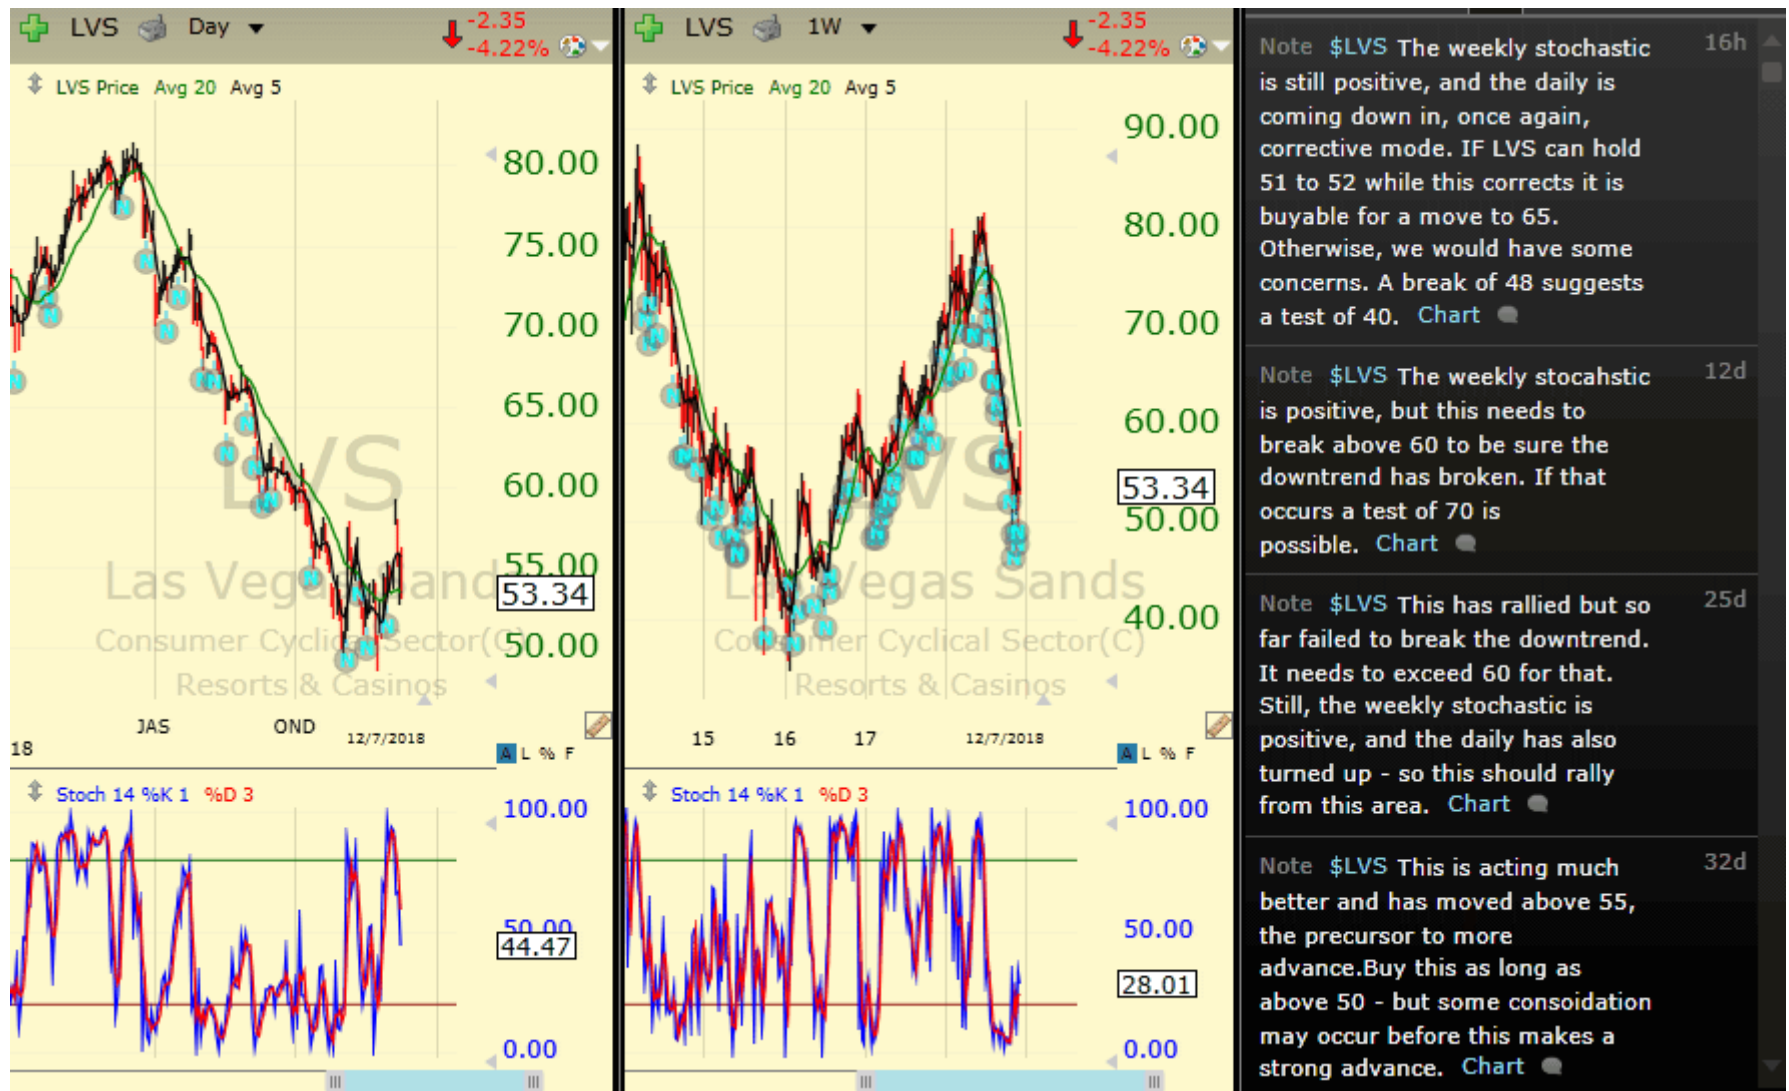 LVS Day
-2.35
-4.22%
LVS Price Avg 20 Avg 5
80.00
75.00
70.00
65.00
60.00
55.00
53.34
50.00
LVS
Las Vegas Sands
Consumer Cyclical Sector(C)
Resorts & Casinos
18
JAS
OND
12/7/2018
A L % F
Stoch 14 %K 1 %D 3
100.00
50.00
44.47
0.00
LVS 1W
-2.35
-4.22%
LVS Price Avg 20 Avg 5
90.00
80.00
70.00
60.00
53.34
50.00
40.00
LVS
Las Vegas Sands
Consumer Cyclical Sector(C)
Resorts & Casinos
15
16
17
12/7/2018
A L % F
Stoch 14 %K 1 %D 3
100.00
50.00
28.01
0.00
Note $LVS The weekly stochastic 16h
is still positive, and the daily is
coming down in, once again,
corrective mode. IF LVS can hold
51 to 52 while this corrects it is
buyable for a move to 65.
Otherwise, we would have some
concerns. A break of 48 suggests
a test of 40. Chart
Note $LVS The weekly stocahstic 12d
is positive, but this needs to
break above 60 to be sure the
downtrend has broken. If that
occurs a test of 70 is
possible. Chart
Note $LVS This has rallied but so 25d
far failed to break the downtrend.
It needs to exceed 60 for that.
Still, the weekly stochastic is
positive, and the daily has also
turned up - so this should rally
from this area. Chart
Note $LVS This is acting much 32d
better and has moved above 55,
the precursor to more
advance.Buy this as long as
above 50 - but some consoidation
may occur before this makes a
strong advance. Chart